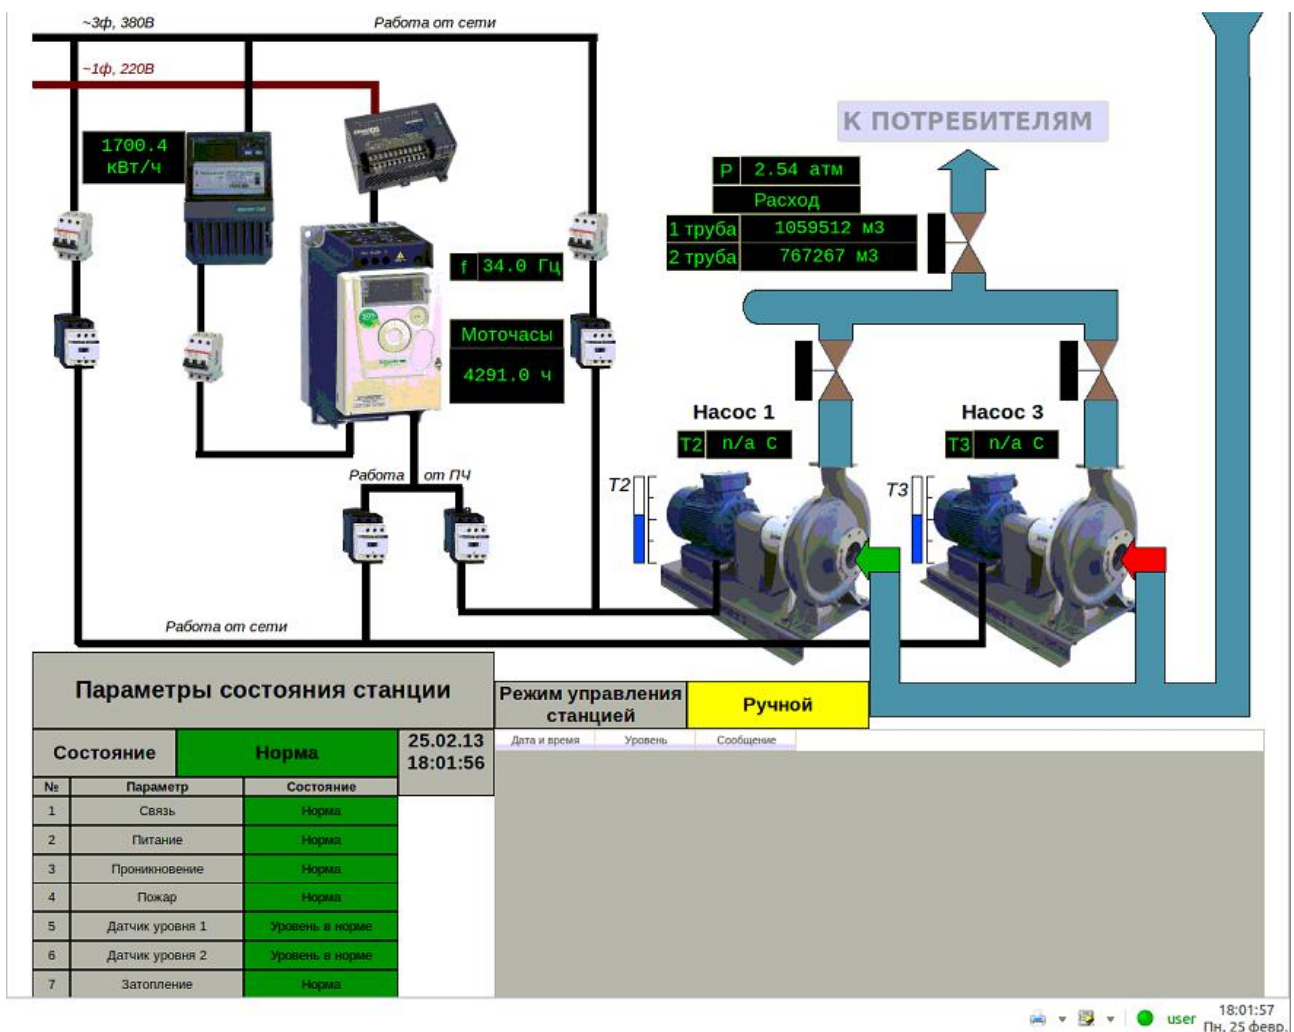 ~3ф, 380В
Работа от сети
~1ф, 220В
К ПОТРЕБИТЕЛЯМ
1700.4
кВт/ч
P 2.54 атм
Расход
1 труба 1059512 м3
2 труба 767267 м3
f 34.0 Гц
Моточасы
4291.0 ч
Насос 1
T2 n/a C
Насос 3
T3 n/a C
Работа от ПЧ
T2
T3
Работа от сети
Параметры состояния станции
Режим управления
станцией
Ручной
Состояние Норма
25.02.13
18:01:56
Дата и время Уровень Сообщение
№ Параметр Состояние
1 Связь Норма
2 Питание Норма
3 Проникновение Норма
4 Пожар Норма
5 Датчик уровня 1 Уровень в норме
6 Датчик уровня 2 Уровень в норме
7 Затопление Норма
user
18:01:57
Пн, 25 февр.